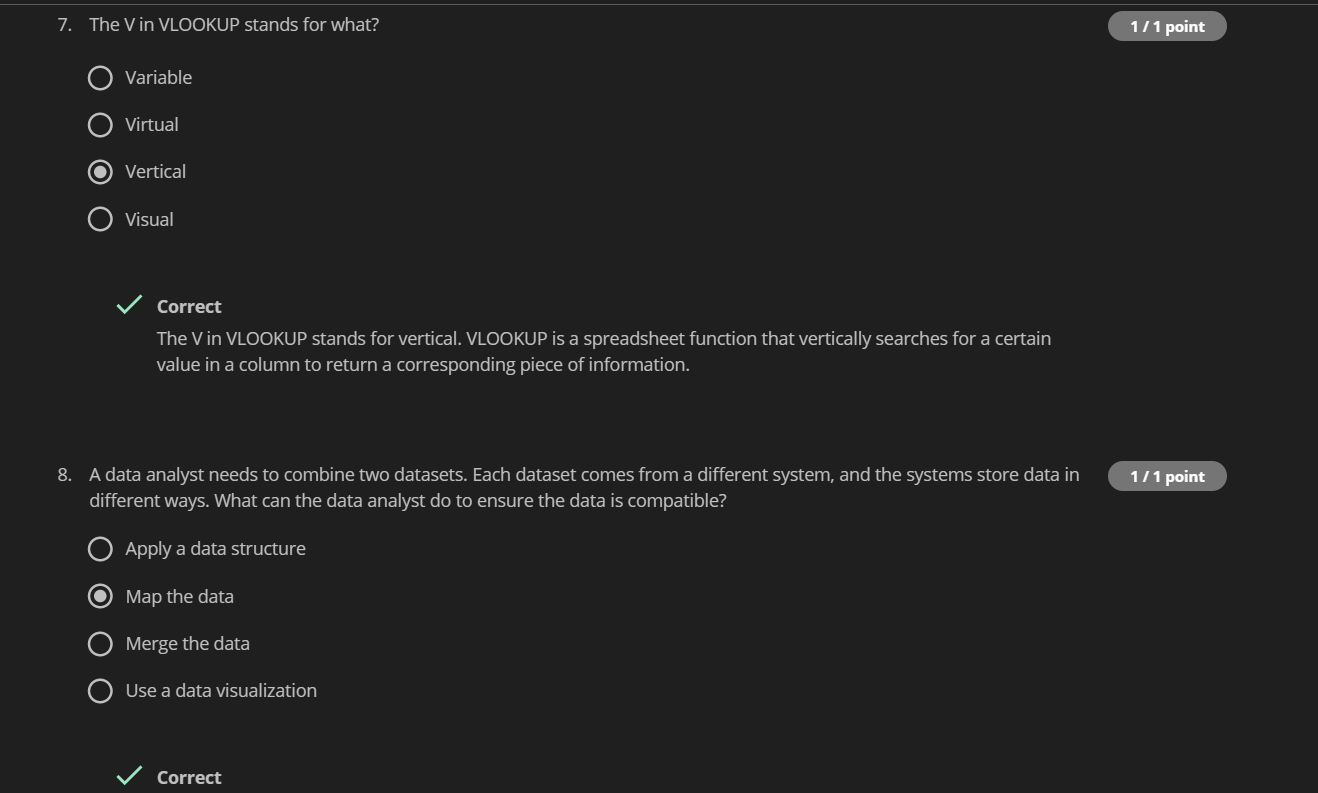 7. The V in VLOOKUP stands for what?
1 / 1 point
Variable
Virtual
Vertical
Visual
Correct
The V in VLOOKUP stands for vertical. VLOOKUP is a spreadsheet function that vertically searches for a certain
value in a column to return a corresponding piece of information.
8. A data analyst needs to combine two datasets. Each dataset comes from a different system, and the systems store data in
1 / 1 point
different ways. What can the data analyst do to ensure the data is compatible?
Apply a data structure
Map the data
Merge the data
Use a data visualization
Correct